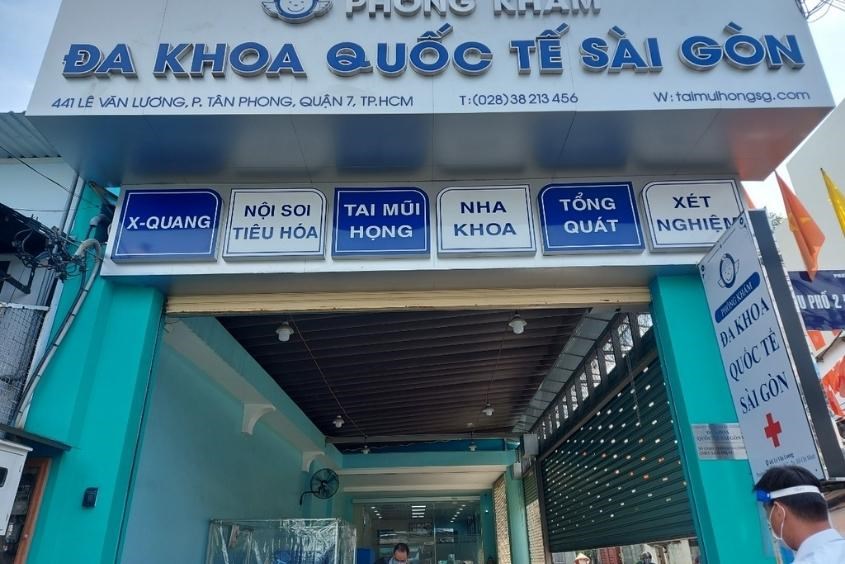 PHÒNG KHÁM
ĐA KHOA QUỐC TẾ SÀI GÒN
441 LÊ VĂN LƯƠNG, P. TÂN PHONG, QUẬN 7, TP.HCM T: (028) 38 213 456 W: taimuihongsg.com
X-QUANG
NỘI SOI
TIÊU HÓA
TAI MŨI
HỌNG
NHA
KHOA
TỔNG
QUÁT
XÉT
NGHIỆM
PHÒNG KHÁM
ĐA KHOA
QUỐC TẾ
SÀI GÒN
PHỐ 2